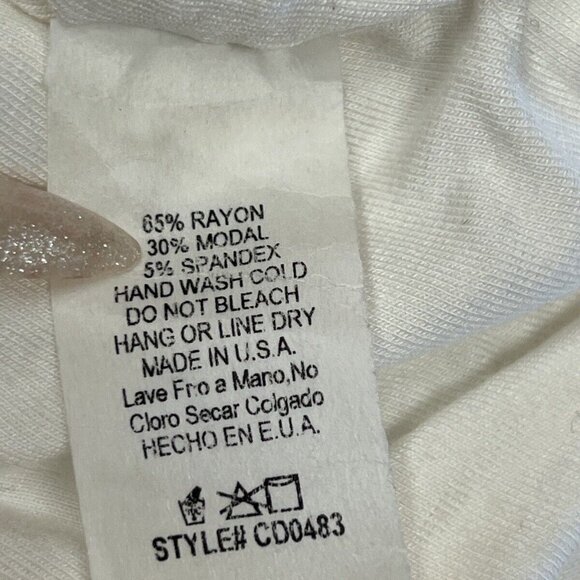 65% RAYON
30% MODAL
5% SPANDEX
HAND WASH COLD
DO NOT BLEACH
HANG OR LINE DRY
MADE IN U.S.A.
Lave Fro a Mano,No
Cloro Secar Colgado
HECHO EN E.U.A.
STYLE# CD0483